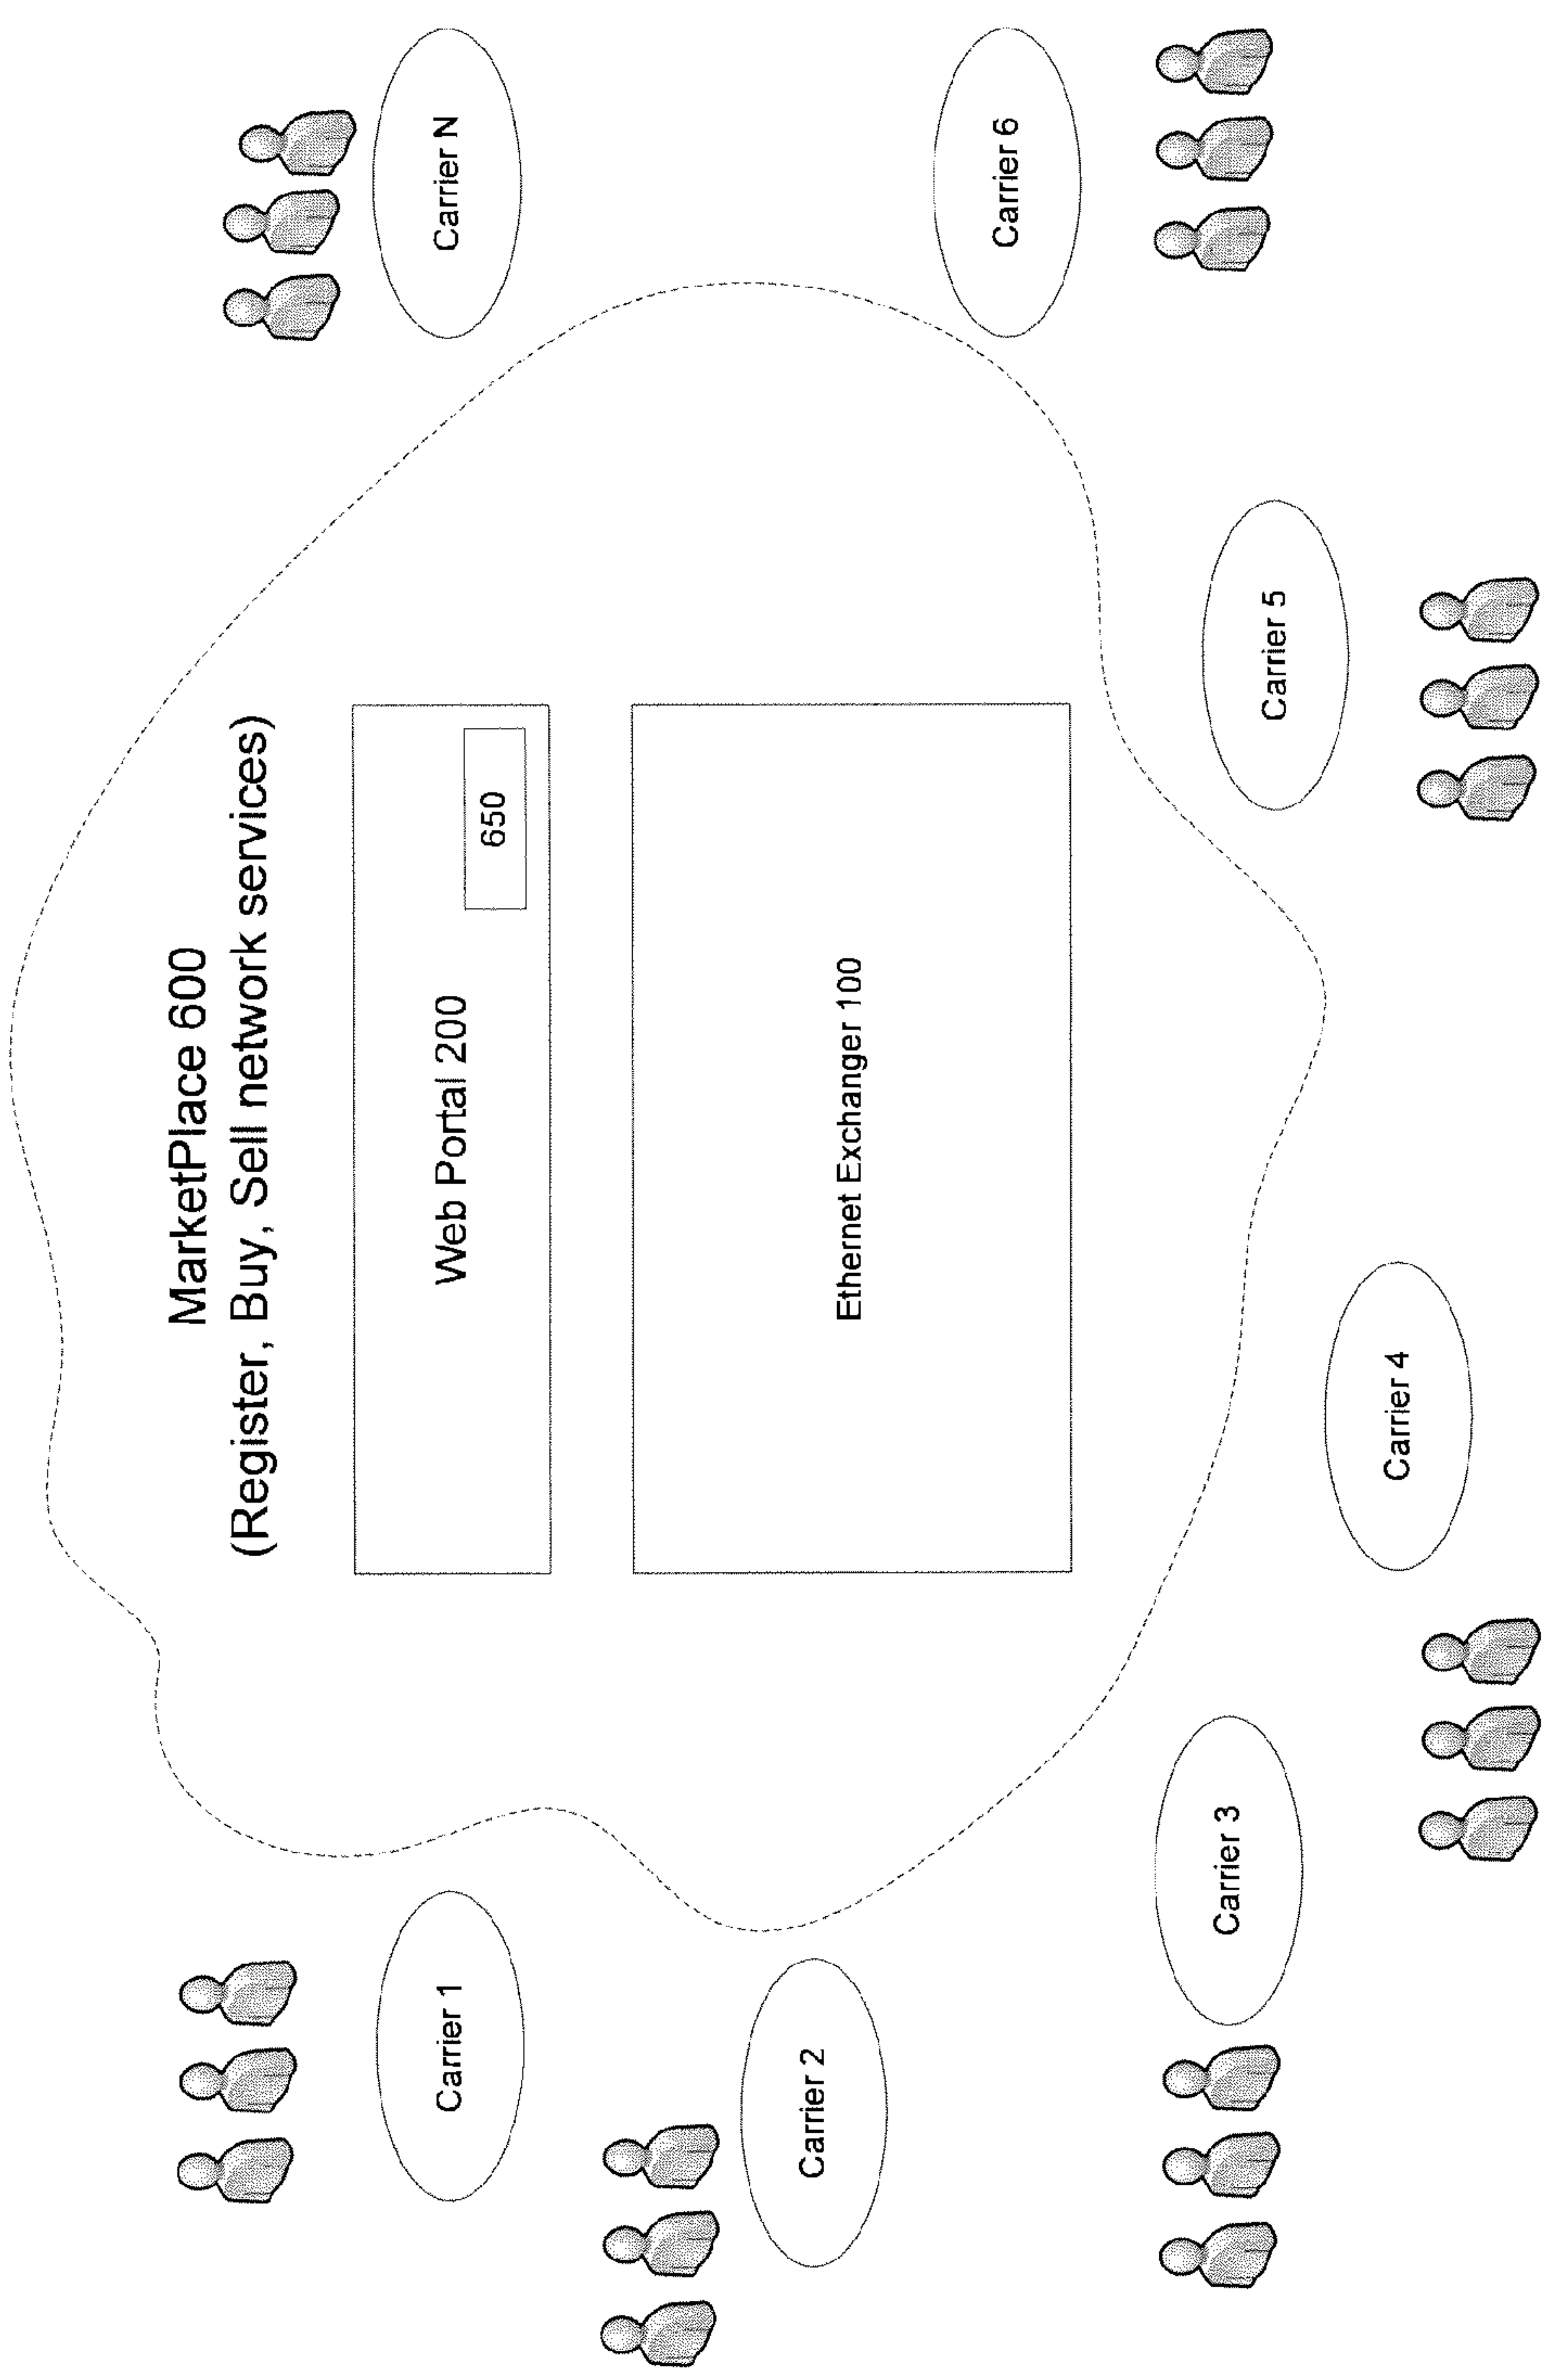 MarketPlace 600
(Register, Buy, Sell network services)
Web Portal 200
650
Ethernet Exchanger 100
Carrier 1
Carrier 2
Carrier 3
Carrier 4
Carrier 5
Carrier 6
Carrier N